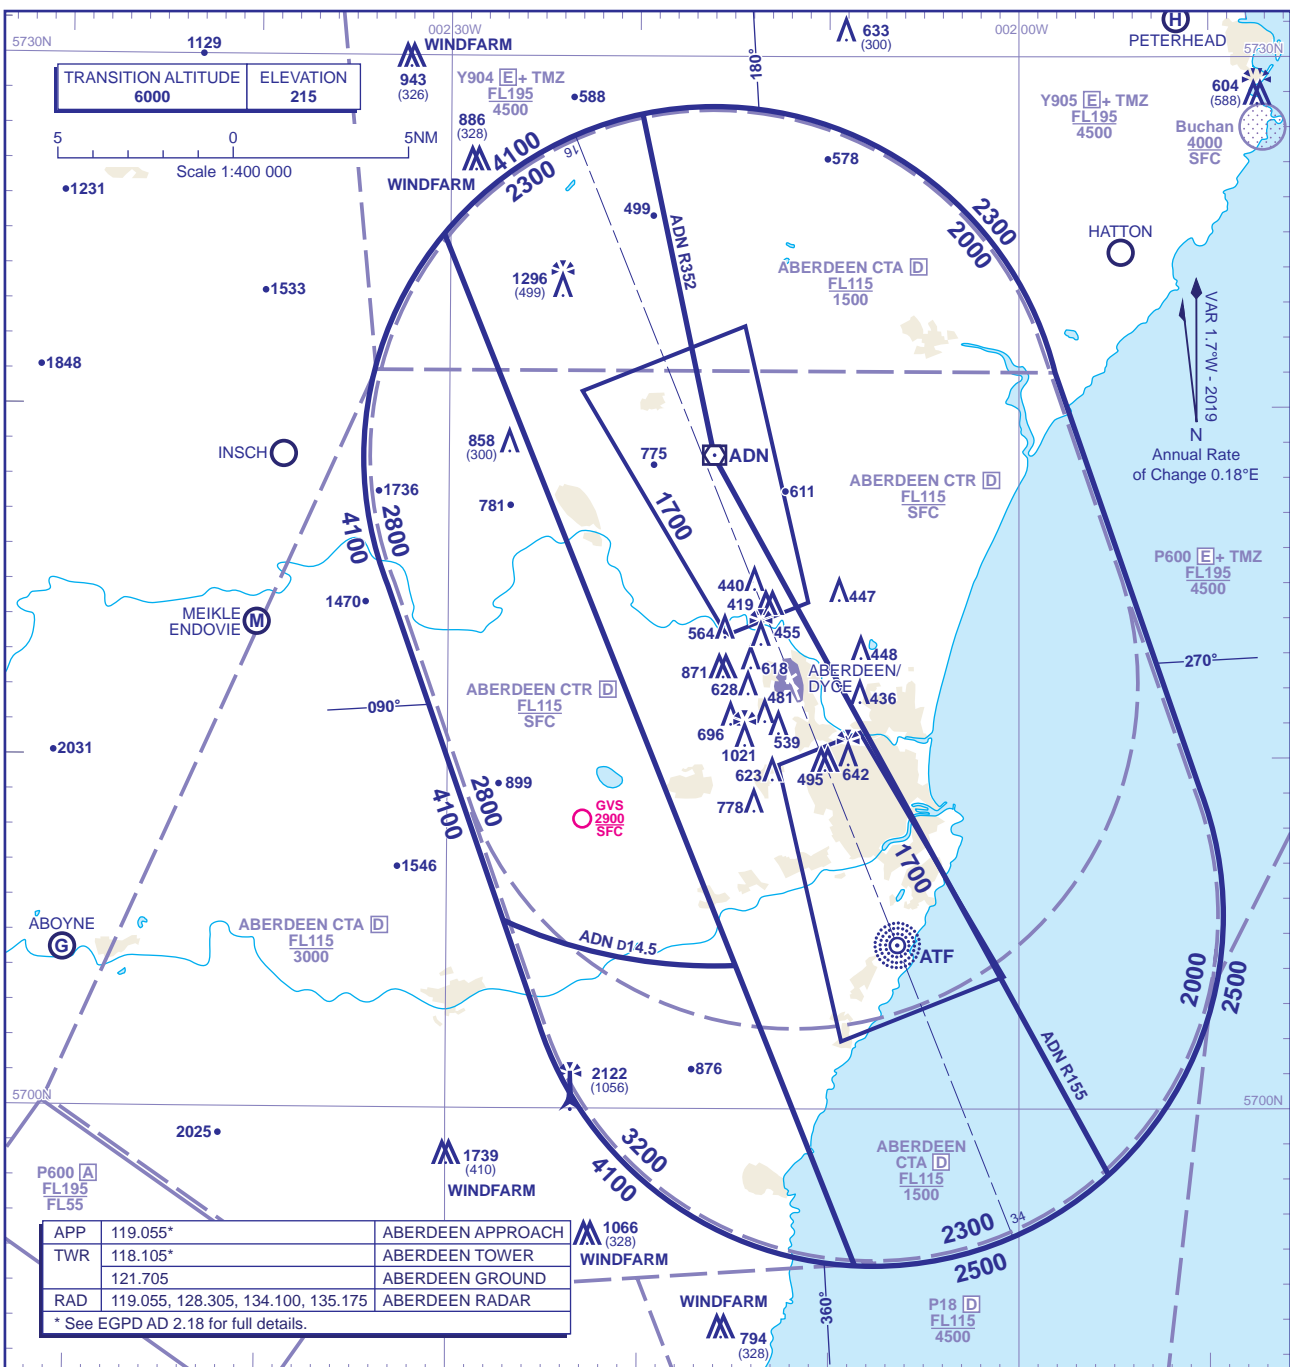 5730N
1129
WINDFARM
943
(326)
002 30W
180°
633
(300)
002 00W
H
PETERHEAD
5730N
TRANSITION ALTITUDE
6000
ELEVATION
215
Y904 E + TMZ
FL195
4500
588
604
(588)
Y905 E + TMZ
FL195
4500
Buchan
4000
SFC
886
(328)
WINDFARM
4100
2300
16
5 0 5NM
Scale 1:400 000
1231
578
499
ADN R352
2300
2000
HATTON
1296
(499)
ABERDEEN CTA D
FL115
1500
1533
1848
VAR 1.7°W - 2019
N
Annual Rate
of Change 0.18°E
INSCH
858
(300)
775
ADN
1736
781
1700
611
ABERDEEN CTR D
FL115
SFC
4100
2800
P600 E + TMZ
FL195
4500
1470
440
419
447
MEIKLE
ENDOVIE
M
564
455
448
871
618
ABERDEEN/
DYCE
270°
628
436
ABERDEEN CTR D
FL115
SFC
090°
481
696
539
1021
2031
623
495
642
899
778
4100
2800
GVS
2900
SFC
1546
1700
ABOYNE
G
ABERDEEN CTA D
FL115
3000
ADN D14.5
ATF
2000
2500
2122
(1056)
876
ADN R155
5700N
5700N
2025
3200
4100
1739
(410)
WINDFARM
ABERDEEN
CTA D
FL115
1500
P600 A
FL195
FL55
34
2300
2500
1066
(328)
WINDFARM
APP 119.055* ABERDEEN APPROACH
TWR 118.105* ABERDEEN TOWER
121.705 ABERDEEN GROUND
RAD 119.055, 128.305, 134.100, 135.175 ABERDEEN RADAR
* See EGPD AD 2.18 for full details.
360°
WINDFARM
794
(328)
P18 D
FL115
4500